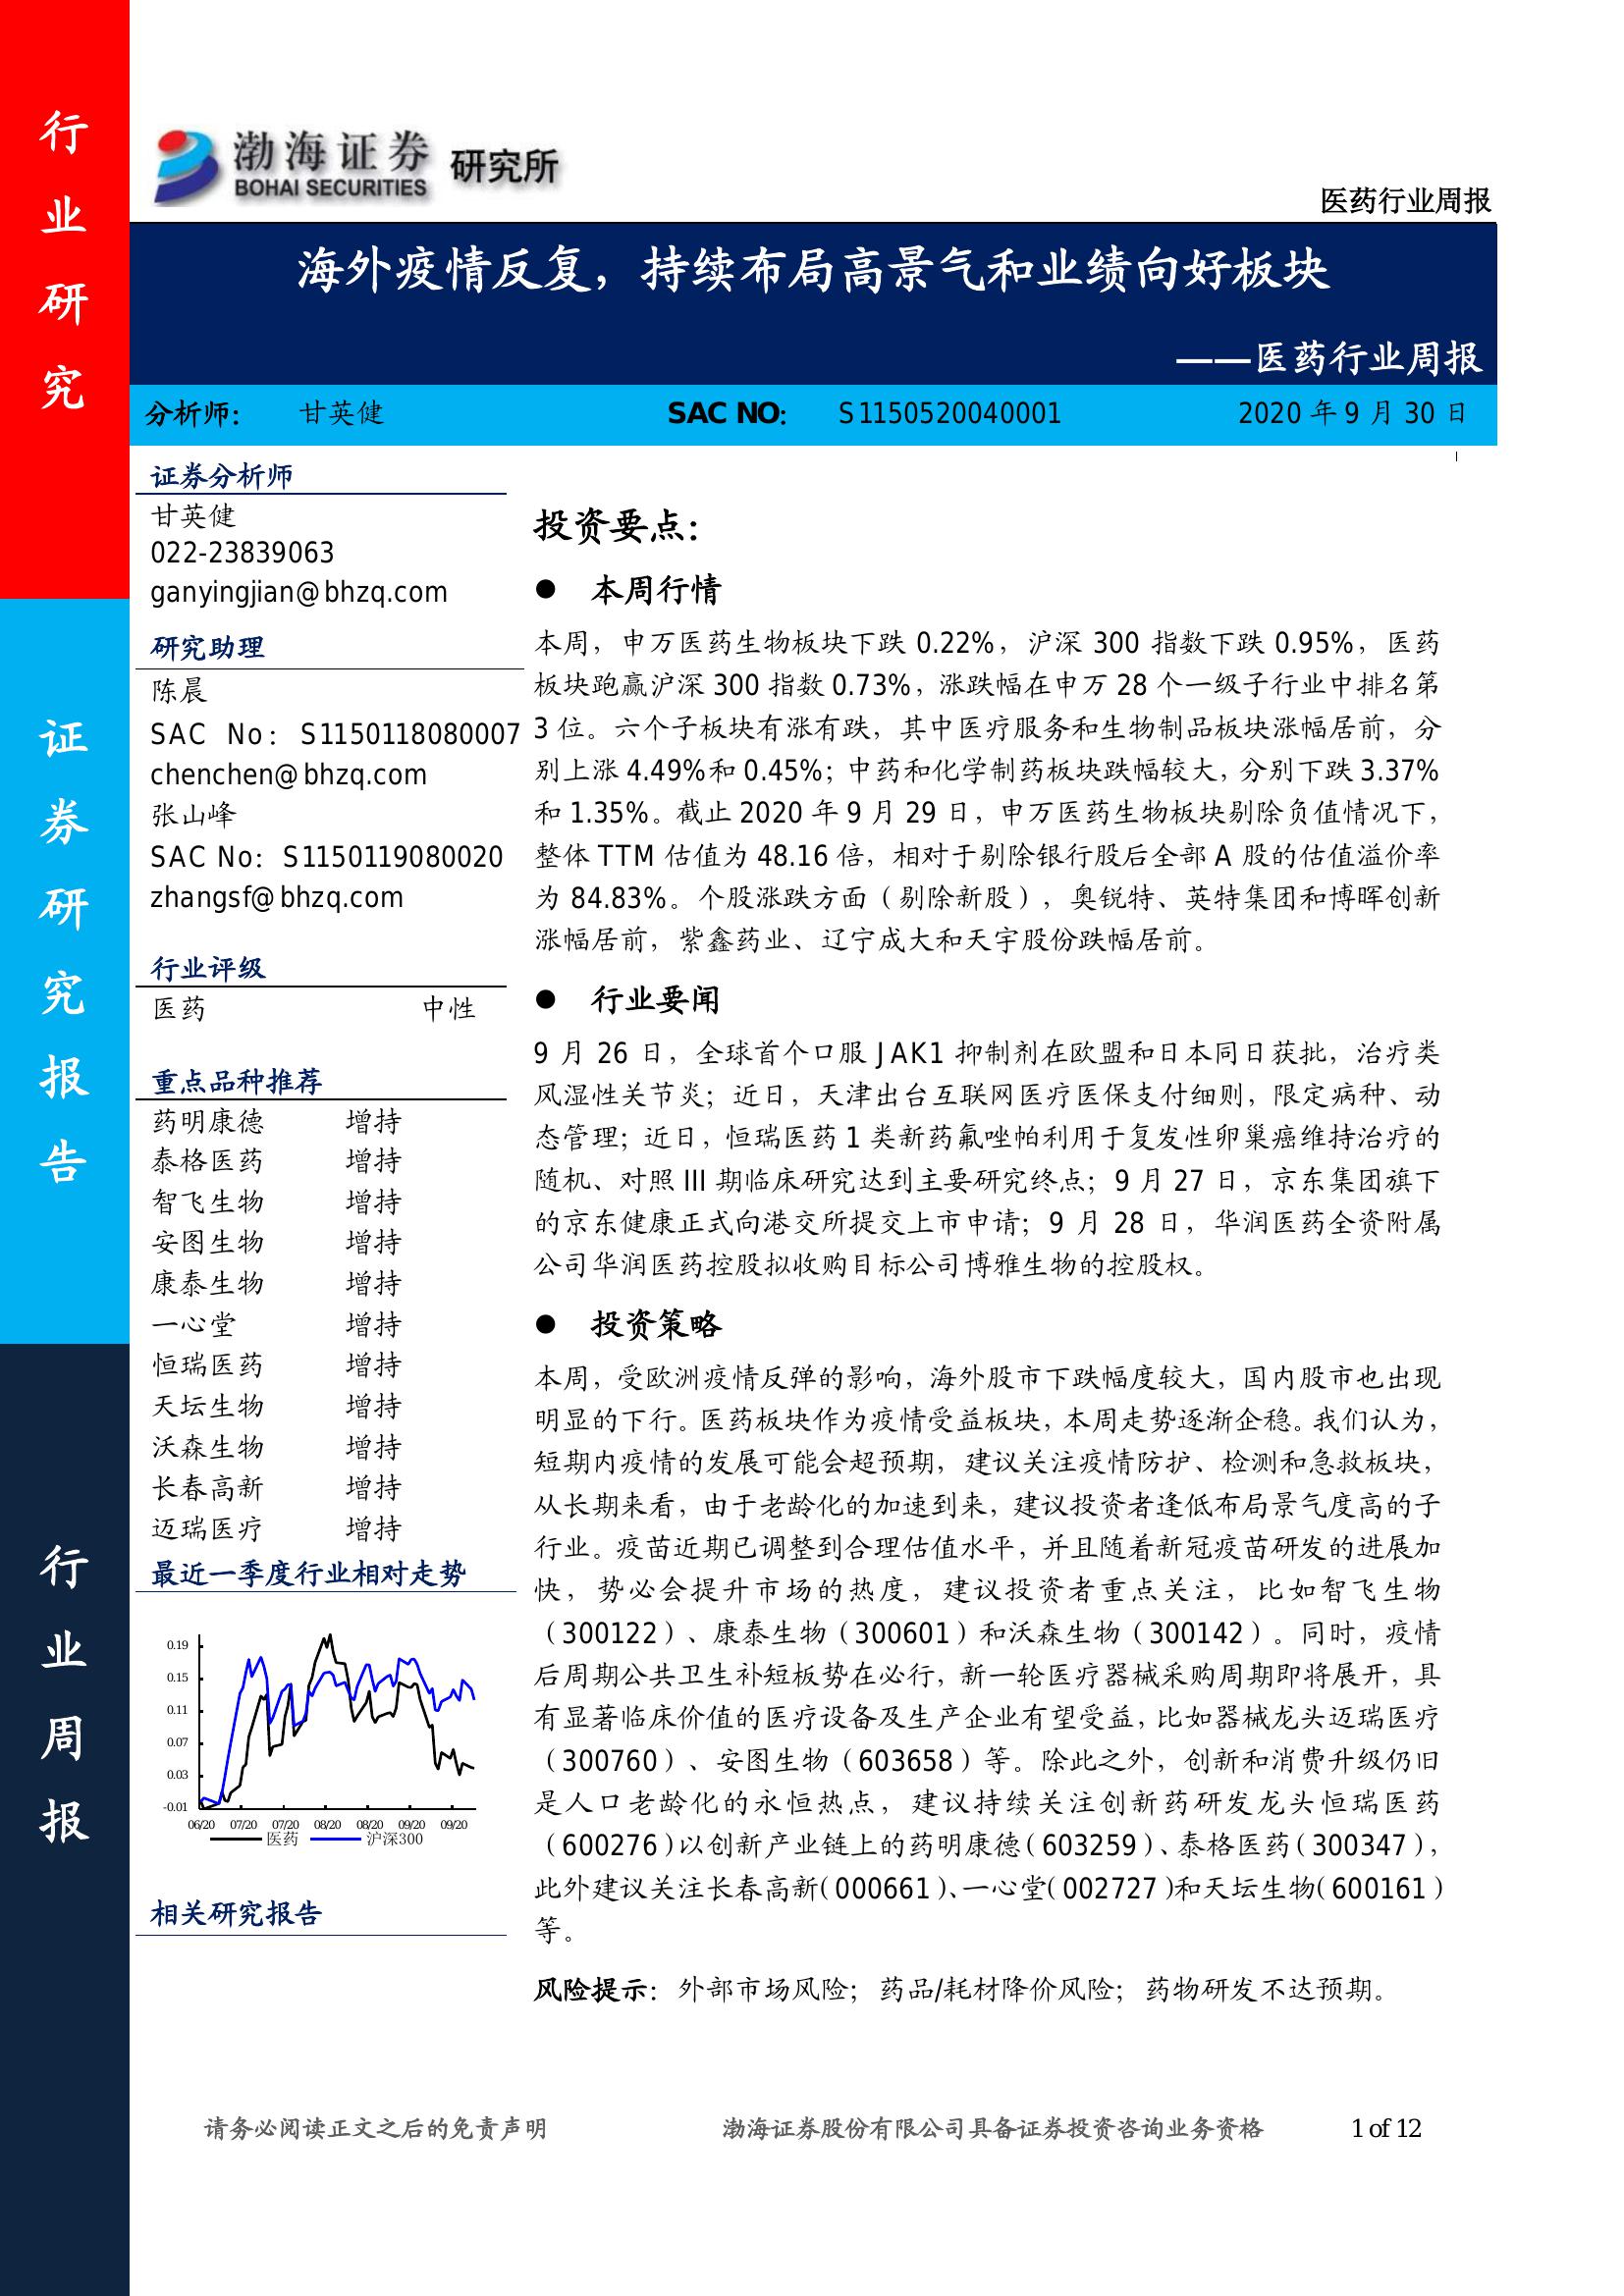 行业研究
证券研究报告
行业周报
渤海证券 研究所
BOHAI SECURITIES
医药行业周报
海外疫情反复，持续布局高景气和业绩向好板块
——医药行业周报
分析师： 甘英健 SAC NO： S1150520040001 2020 年 9 月 30 日
证券分析师
甘英健
022-23839063
ganyingjian@bhzq.com
研究助理
陈晨
SAC No：S1150118080007
chenchen@bhzq.com
张山峰
SAC No：S1150119080020
zhangsf@bhzq.com
行业评级
医药 中性
重点品种推荐
药明康德 增持
泰格医药 增持
智飞生物 增持
安图生物 增持
康泰生物 增持
一心堂 增持
恒瑞医药 增持
天坛生物 增持
沃森生物 增持
长春高新 增持
迈瑞医疗 增持
最近一季度行业相对走势
0.19
0.15
0.11
0.07
0.03
-0.01
06/20 07/20 07/20 08/20 08/20 09/20 09/20
医药 沪深300
相关研究报告
投资要点：
● 本周行情
本周，申万医药生物板块下跌 0.22%，沪深 300 指数下跌 0.95%，医药
板块跑赢沪深 300 指数 0.73%，涨跌幅在申万 28 个一级子行业中排名第
3 位。六个子板块有涨有跌，其中医疗服务和生物制品板块涨幅居前，分
别上涨 4.49%和 0.45%；中药和化学制药板块跌幅较大，分别下跌 3.37%
和 1.35%。截止 2020 年 9 月 29 日，申万医药生物板块剔除负值情况下，
整体 TTM 估值为 48.16 倍，相对于剔除银行股后全部 A 股的估值溢价率
为 84.83%。个股涨跌方面（剔除新股），奥锐特、英特集团和博晖创新
涨幅居前，紫鑫药业、辽宁成大和天宇股份跌幅居前。
● 行业要闻
9 月 26 日，全球首个口服 JAK1 抑制剂在欧盟和日本同日获批，治疗类
风湿性关节炎；近日，天津出台互联网医疗医保支付细则，限定病种、动
态管理；近日，恒瑞医药 1 类新药氟唑帕利用于复发性卵巢癌维持治疗的
随机、对照 III 期临床研究达到主要研究终点；9 月 27 日，京东集团旗下
的京东健康正式向港交所提交上市申请；9 月 28 日，华润医药全资附属
公司华润医药控股拟收购目标公司博雅生物的控股权。
● 投资策略
本周，受欧洲疫情反弹的影响，海外股市下跌幅度较大，国内股市也出现
明显的下行。医药板块作为疫情受益板块，本周走势逐渐企稳。我们认为，
短期内疫情的发展可能会超预期，建议关注疫情防护、检测和急救板块，
从长期来看，由于老龄化的加速到来，建议投资者逢低布局景气度高的子
行业。疫苗近期已调整到合理估值水平，并且随着新冠疫苗研发的进展加
快，势必会提升市场的热度，建议投资者重点关注，比如智飞生物
（300122）、康泰生物（300601）和沃森生物（300142）。同时，疫情
后周期公共卫生补短板势在必行，新一轮医疗器械采购周期即将展开，具
有显著临床价值的医疗设备及生产企业有望受益，比如器械龙头迈瑞医疗
（300760）、安图生物（603658）等。除此之外，创新和消费升级仍旧
是人口老龄化的永恒热点，建议持续关注创新药研发龙头恒瑞医药
（600276）以创新产业链上的药明康德（603259）、泰格医药（300347），
此外建议关注长春高新（000661）、一心堂（002727）和天坛生物（600161）
等。
风险提示：外部市场风险；药品/耗材降价风险；药物研发不达预期。
请务必阅读正文之后的免责声明 渤海证券股份有限公司具备证券投资咨询业务资格 1 of 12